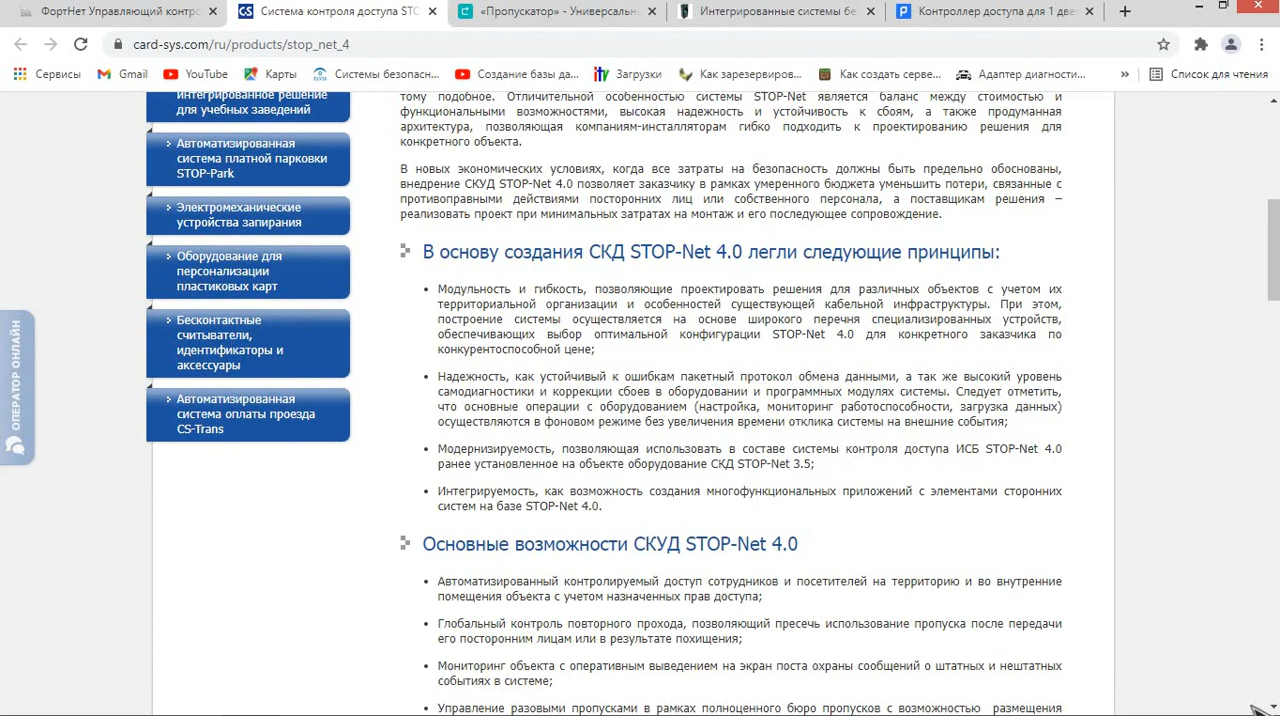 ФортНет Управляющий контро
Система контроля доступа STO
«Пропускатор» - Универсальн
Интегрированные системы бе
Контроллер доступа для 1 две
card-sys.com/ru/products/stop_net_4
Сервисы
Gmail
YouTube
Карты
Системы безопасн...
Создание базы да...
Загрузки
Как зарезервиров...
Как создать серве...
Адаптер диагности...
»
Список для чтения
интегрированное решение
для учебных заведений
Автоматизированная
система платной парковки
STOP-Park
Электромеханические
устройства запирания
Оборудование для
персонализации
пластиковых карт
Бесконтактные
считыватели,
идентификаторы и
аксессуары
Автоматизированная
система оплаты проезда
CS-Trans
ОПЕРАТОР ОНЛАЙН
тому подобное. Отличительной особенностью системы STOP-Net является баланс между стоимостью и
функциональными возможностями, высокая надежность и устойчивость к сбоям, а также продуманная
архитектура, позволяющая компаниям-инсталляторам гибко подходить к проектированию решения для
конкретного объекта.
В новых экономических условиях, когда все затраты на безопасность должны быть предельно обоснованы,
внедрение СКУД STOP-Net 4.0 позволяет заказчику в рамках умеренного бюджета уменьшить потери, связанные с
противоправными действиями посторонних лиц или собственного персонала, а поставщикам решения –
реализовать проект при минимальных затратах на монтаж и его последующее сопровождение.
В основу создания СКД STOP-Net 4.0 легли следующие принципы:
• Модульность и гибкость, позволяющие проектировать решения для различных объектов с учетом их
территориальной организации и особенностей существующей кабельной инфраструктуры. При этом,
построение системы осуществляется на основе широкого перечня специализированных устройств,
обеспечивающих выбор оптимальной конфигурации STOP-Net 4.0 для конкретного заказчика по
конкурентоспособной цене;
• Надежность, как устойчивый к ошибкам пакетный протокол обмена данными, а так же высокий уровень
самодиагностики и коррекции сбоев в оборудовании и программных модулях системы. Следует отметить,
что основные операции с оборудованием (настройка, мониторинг работоспособности, загрузка данных)
осуществляются в фоновом режиме без увеличения времени отклика системы на внешние события;
• Модернизируемость, позволяющая использовать в составе системы контроля доступа ИСБ STOP-Net 4.0
ранее установленное на объекте оборудование СКД STOP-Net 3.5;
• Интегрируемость, как возможность создания многофункциональных приложений с элементами сторонних
систем на базе STOP-Net 4.0.
Основные возможности СКУД STOP-Net 4.0
• Автоматизированный контролируемый доступ сотрудников и посетителей на территорию и во внутренние
помещения объекта с учетом назначенных прав доступа;
• Глобальный контроль повторного прохода, позволяющий пресечь использование пропуска после передачи
его посторонним лицам или в результате похищения;
• Мониторинг объекта с оперативным выведением на экран поста охраны сообщений о штатных и нештатных
событиях в системе;
• Управление разовыми пропусками в рамках полноценного бюро пропусков с возможностью размещения